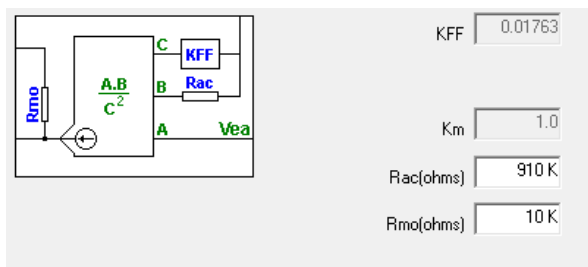 C
KFF
KFF 0.01763
Rmo
A.B
C²
B
Rac
A
Vea
Km 1.0
Rac(ohms) 910 K
Rmo(ohms) 10 K